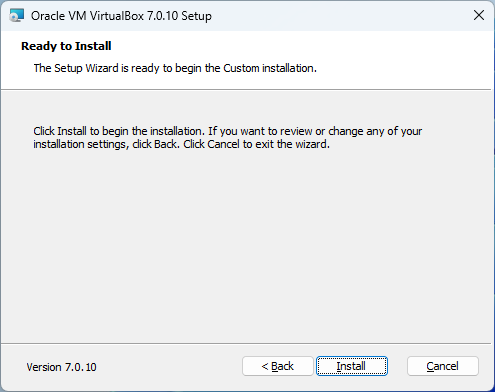 Oracle VM VirtualBox 7.0.10 Setup
Ready to Install
The Setup Wizard is ready to begin the Custom installation.
Click Install to begin the installation. If you want to review or change any of your
installation settings, click Back. Click Cancel to exit the wizard.
Version 7.0.10
< Back
Install
Cancel